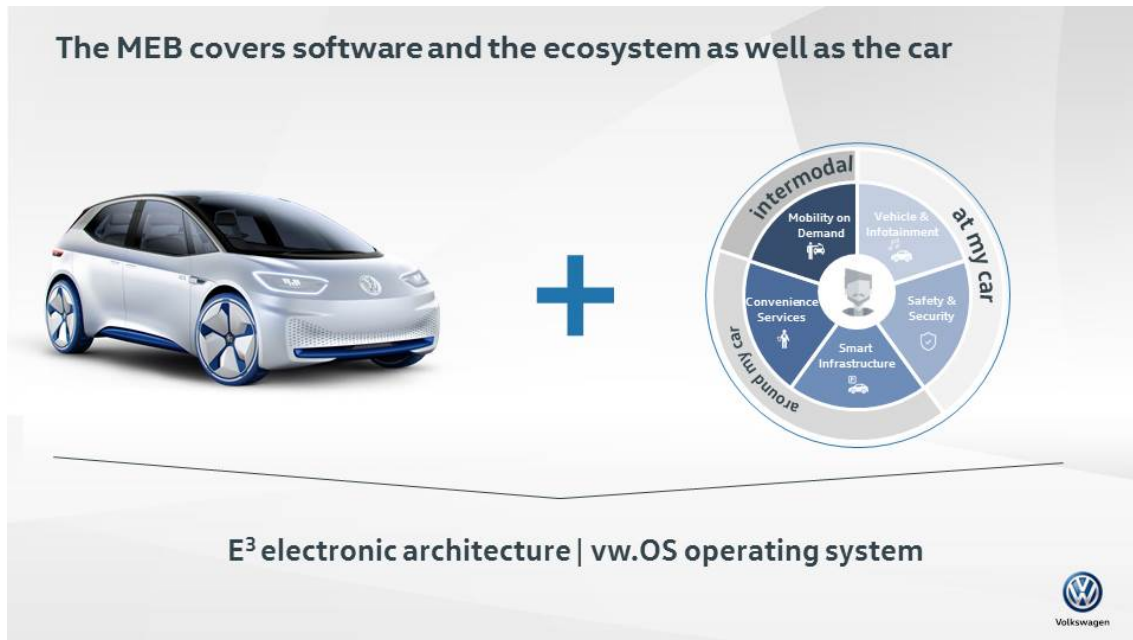 The MEB covers software and the ecosystem as well as the car
intermodal
at my car
around my car
Mobility on
Demand
Vehicle &
Infotainment
Convenience
Services
Safety &
Security
Smart
Infrastructure
P
E³ electronic architecture | vw.OS operating system
Volkswagen